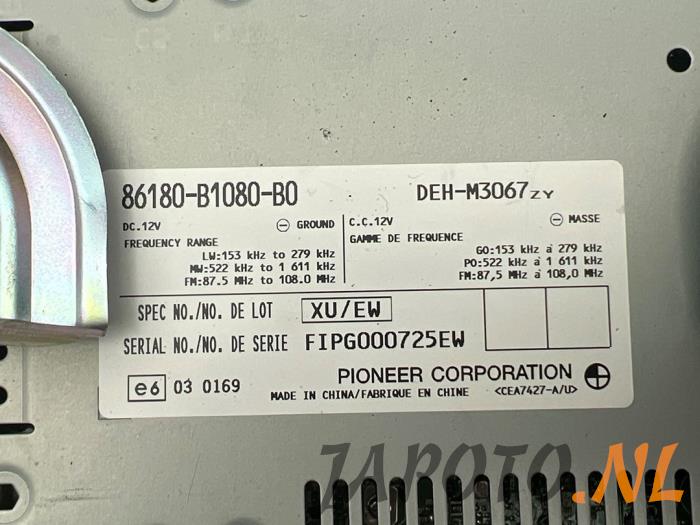 86180-B1080-B0 DEH-M3067ZY
DC.12V ⊖ GROUND
FREQUENCY RANGE
LW:153 kHz to 279 kHz
MW:522 kHz to 1 611 kHz
FM:87.5 MHz to 108.0 MHz
C.C.12V ⊖ MASSE
GAMME DE FREQUENCE
GO:153 kHz à 279 kHz
PO:522 kHz à 1 611 kHz
FM:87,5 MHz à 108,0 MHz
SPEC NO./NO. DE LOT XU/EW
SERIAL NO./NO. DE SERIE FIPG000725EW
e6 03 0169
PIONEER CORPORATION
MADE IN CHINA/FABRIQUE EN CHINE <CEA7427-A/U>
JAPOTO.NL